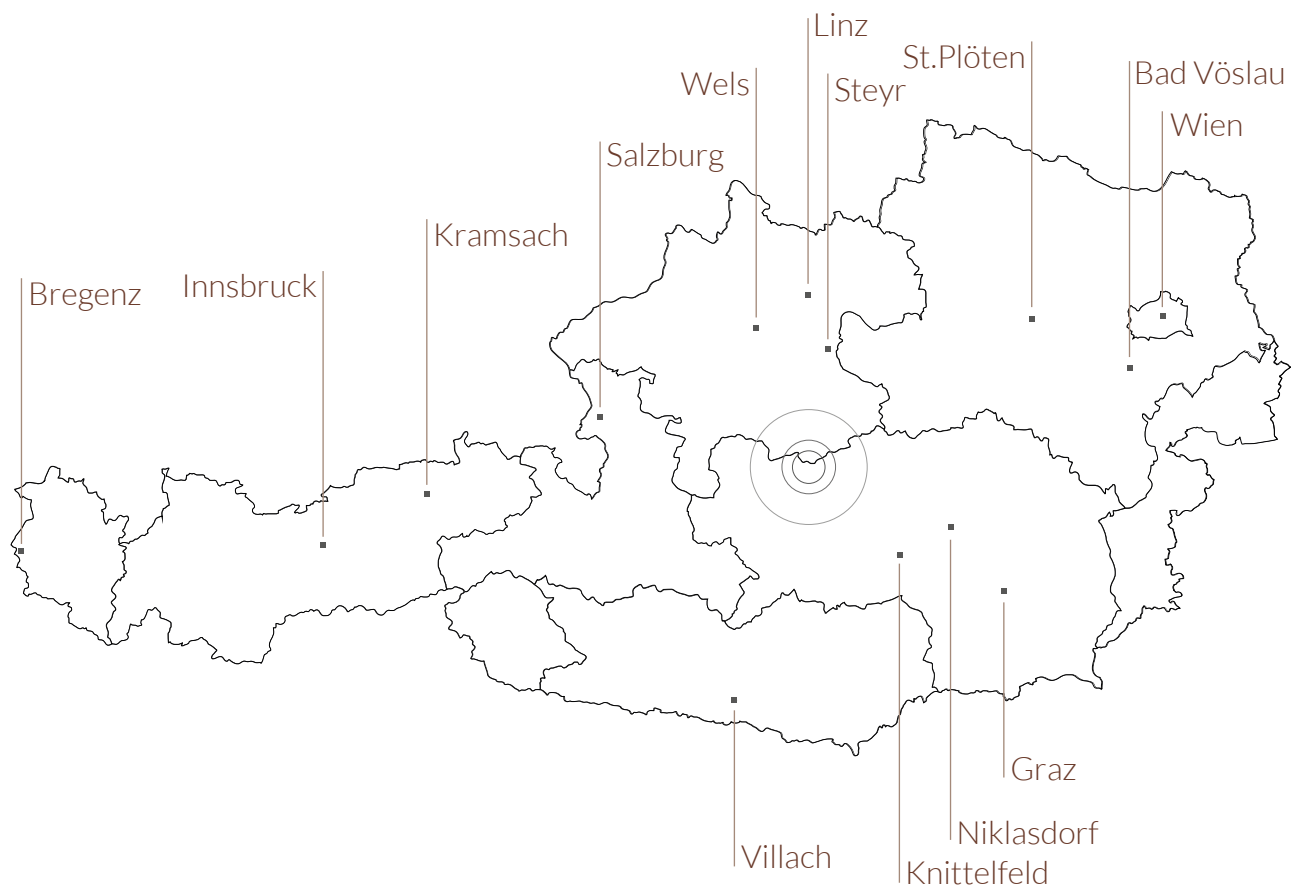 Linz
St.Plöten
Bad Vöslau
Wels
Steyr
Wien
Salzburg
Kramsach
Innsbruck
Bregenz
Graz
Niklasdorf
Villach
Knittelfeld